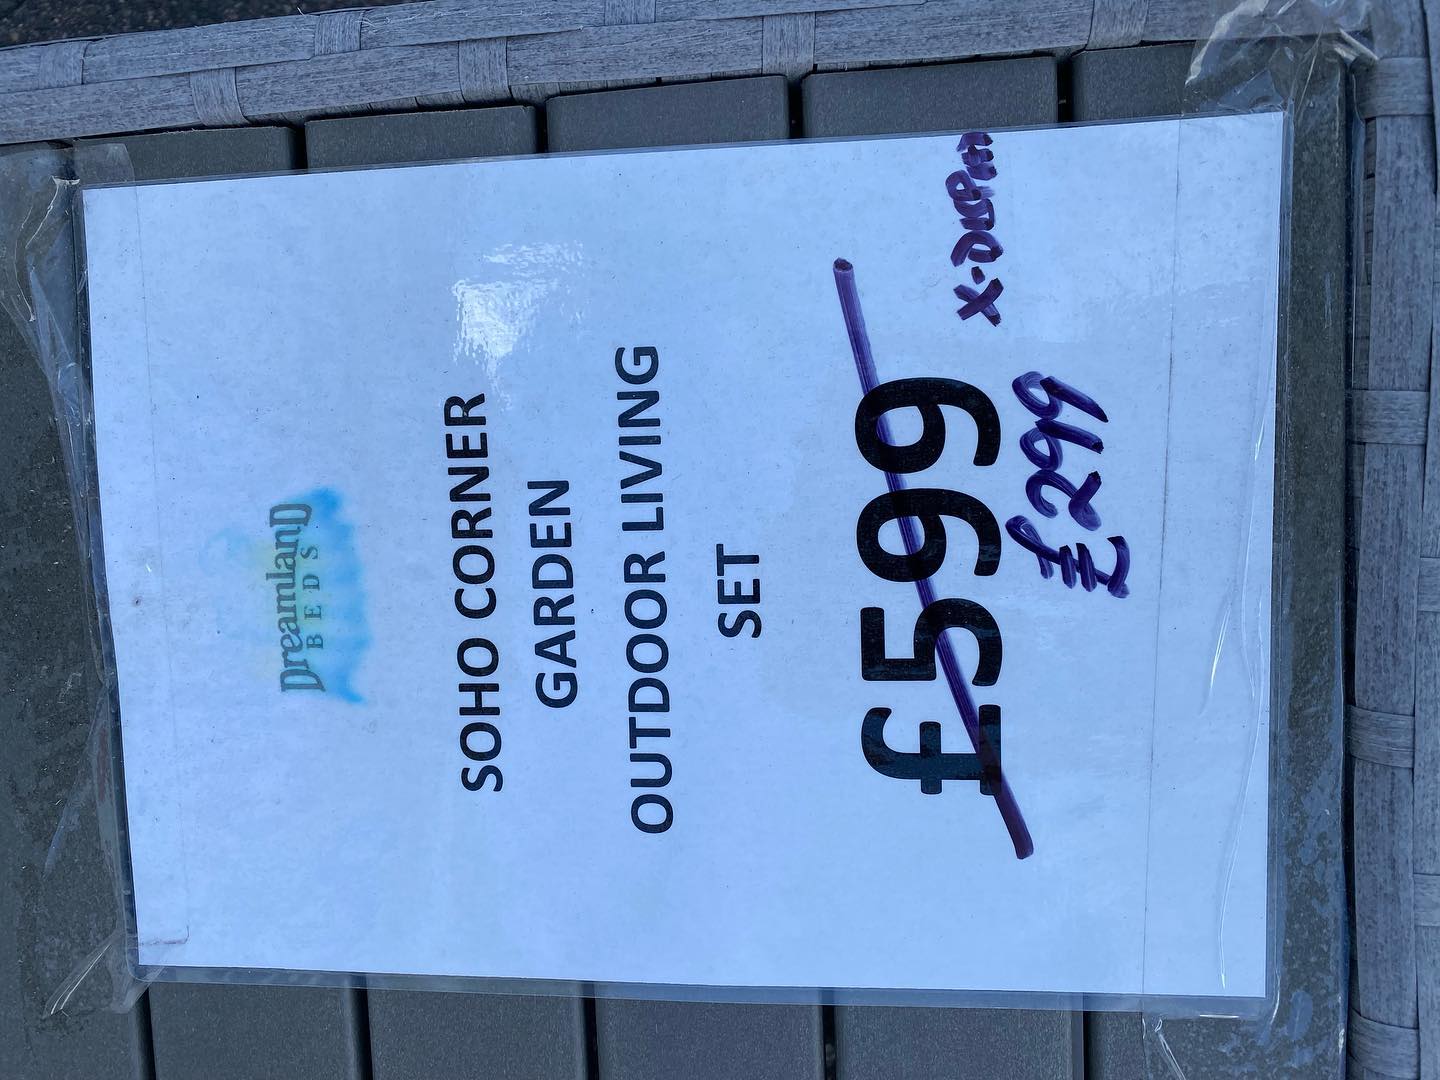 Dreamland
BEDS
SOHO CORNER
GARDEN
OUTDOOR LIVING
SET
£599
X-DISPLAY
£299